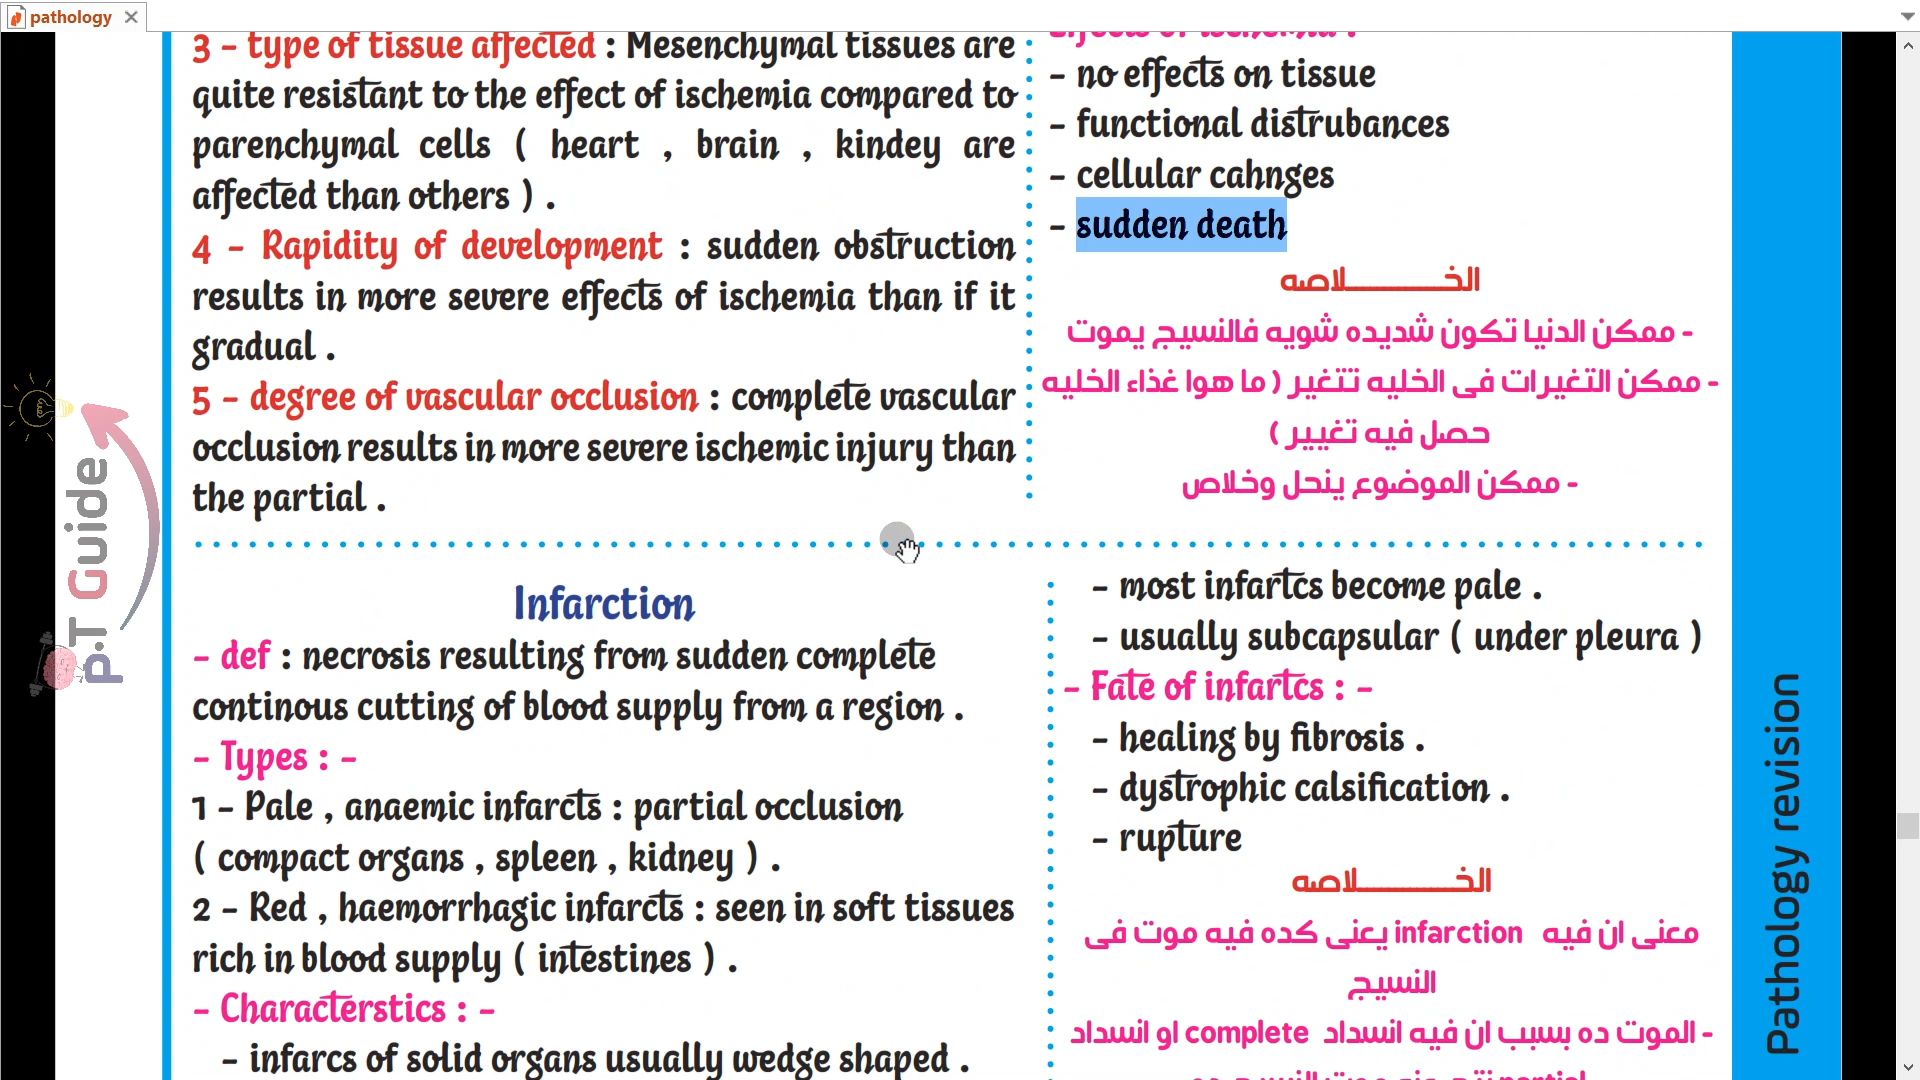 pathology
3 - type of tissue affected : Mesenchymal tissues are
quite resistant to the effect of ischemia compared to
parenchymal cells ( heart , brain , kindey are
affected than others ) .
4 - Rapidity of development : sudden obstruction
results in more severe effects of ischemia than if it
gradual .
5 - degree of vascular occlusion : complete vascular
occlusion results in more severe ischemic injury than
the partial .
- no effects on tissue
- functional distrubances
- cellular cahnges
- sudden death
الخـــــــــــلاصه
- ممكن الدنيا تكون شديده شويه فالنسيج يموت
- ممكن التغيرات فى الخليه تتغير ( ما هوا غذاء الخليه
حصل فيه تغيير )
- ممكن الموضوع ينحل وخلاص
Infarction
- def : necrosis resulting from sudden complete
continous cutting of blood supply from a region .
- Types : -
1 - Pale , anaemic infarcts : partial occlusion
( compact organs , spleen , kidney ) .
2 - Red , haemorrhagic infarcts : seen in soft tissues
rich in blood supply ( intestines ) .
- Characterstics : -
- infarcs of solid organs usually wedge shaped .
- most infartcs become pale .
- usually subcapsular ( under pleura )
- Fate of infartcs : -
- healing by fibrosis .
- dystrophic calsification .
- rupture
الخـــــــــــلاصه
معنى ان فيه infarction يعنى كده فيه موت فى
النسيج
- الموت ده بسبب ان فيه انسداد complete او انسداد
P.T Guide
Pathology revision